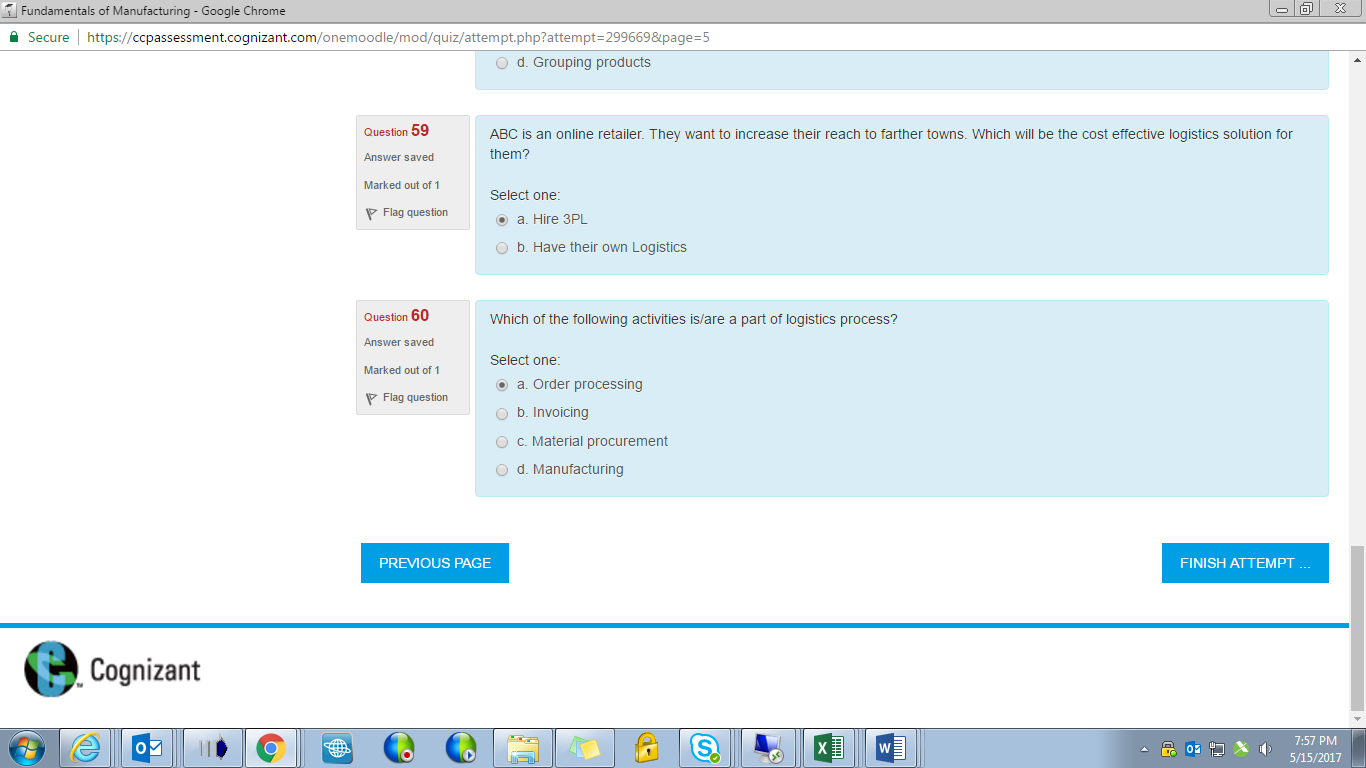 Fundamentals of Manufacturing - Google Chrome
Secure https://ccpassessment.cognizant.com/onemoodle/mod/quiz/attempt.php?attempt=299669&page=5
d. Grouping products
Question 59
Answer saved
Marked out of 1
Flag question
ABC is an online retailer. They want to increase their reach to farther towns. Which will be the cost effective logistics solution for
them?
Select one:
a. Hire 3PL
b. Have their own Logistics
Question 60
Answer saved
Marked out of 1
Flag question
Which of the following activities is/are a part of logistics process?
Select one:
a. Order processing
b. Invoicing
c. Material procurement
d. Manufacturing
PREVIOUS PAGE
FINISH ATTEMPT ...
Cognizant
7:57 PM
5/15/2017